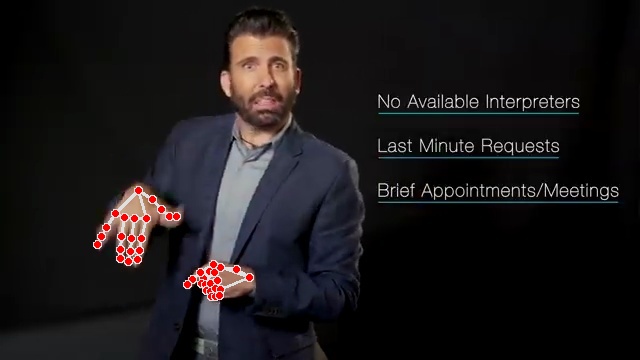 No Available Interpreters
Last Minute Requests
Brief Appointments/Meetings